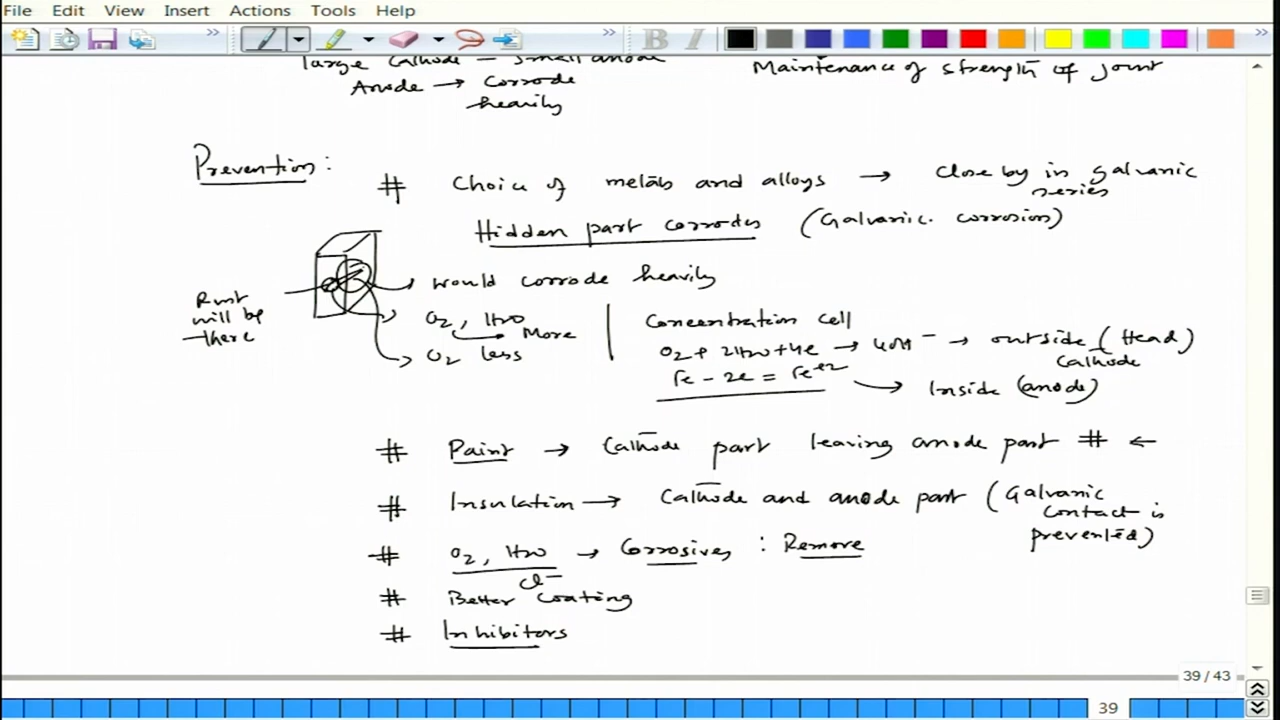 File Edit View Insert Actions Tools Help
large Cathode – small anode
Anode → Corrode
heavily
Maintenance of strength of joint
Prevention:
# Choice of metals and alloys → Close by in galvanic
series
Hidden part corrodes (Galvanic corrosion)
would corrode heavily
Rust
will be
there
O2, H2O
More
O2 less
Concentration cell
O2 + 2H2O + 4e → 4OH⁻ → outside (Head)
Cathode
Fe – 2e = Fe+2
Inside (anode)
# Paint → Cathode part leaving anode part # ←
# Insulation → Cathode and anode part (Galvanic
contact is
prevented)
# O2, H2O → Corrosives : Remove
Cl⁻
# Better Coating
# Inhibitors
39 / 43
39